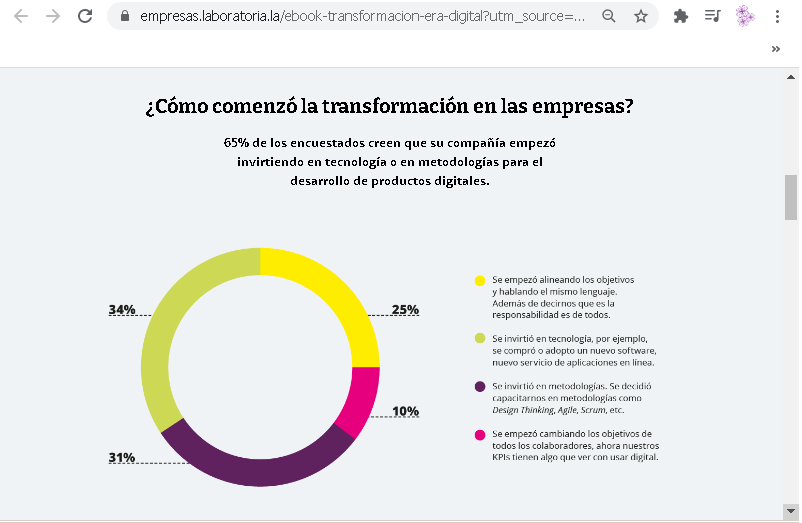 empresas.laboratoria.la/ebook-transformacion-era-digital?utm_source=...
»
¿Cómo comenzó la transformación en las empresas?
65% de los encuestados creen que su compañía empezó
invirtiendo en tecnología o en metodologías para el
desarrollo de productos digitales.
34%
25%
10%
31%
Se empezó alineando los objetivos
y hablando el mismo lenguaje.
Además de decirnos que es la
responsabilidad es de todos.
Se invirtió en tecnología, por ejemplo,
se compró o adopto un nuevo software,
nuevo servicio de aplicaciones en línea.
Se invirtió en metodologías. Se decidió
capacitarnos en metodologías como
Design Thinking, Agile, Scrum, etc.
Se empezó cambiando los objetivos de
todos los colaboradores, ahora nuestros
KPIs tienen algo que ver con usar digital.